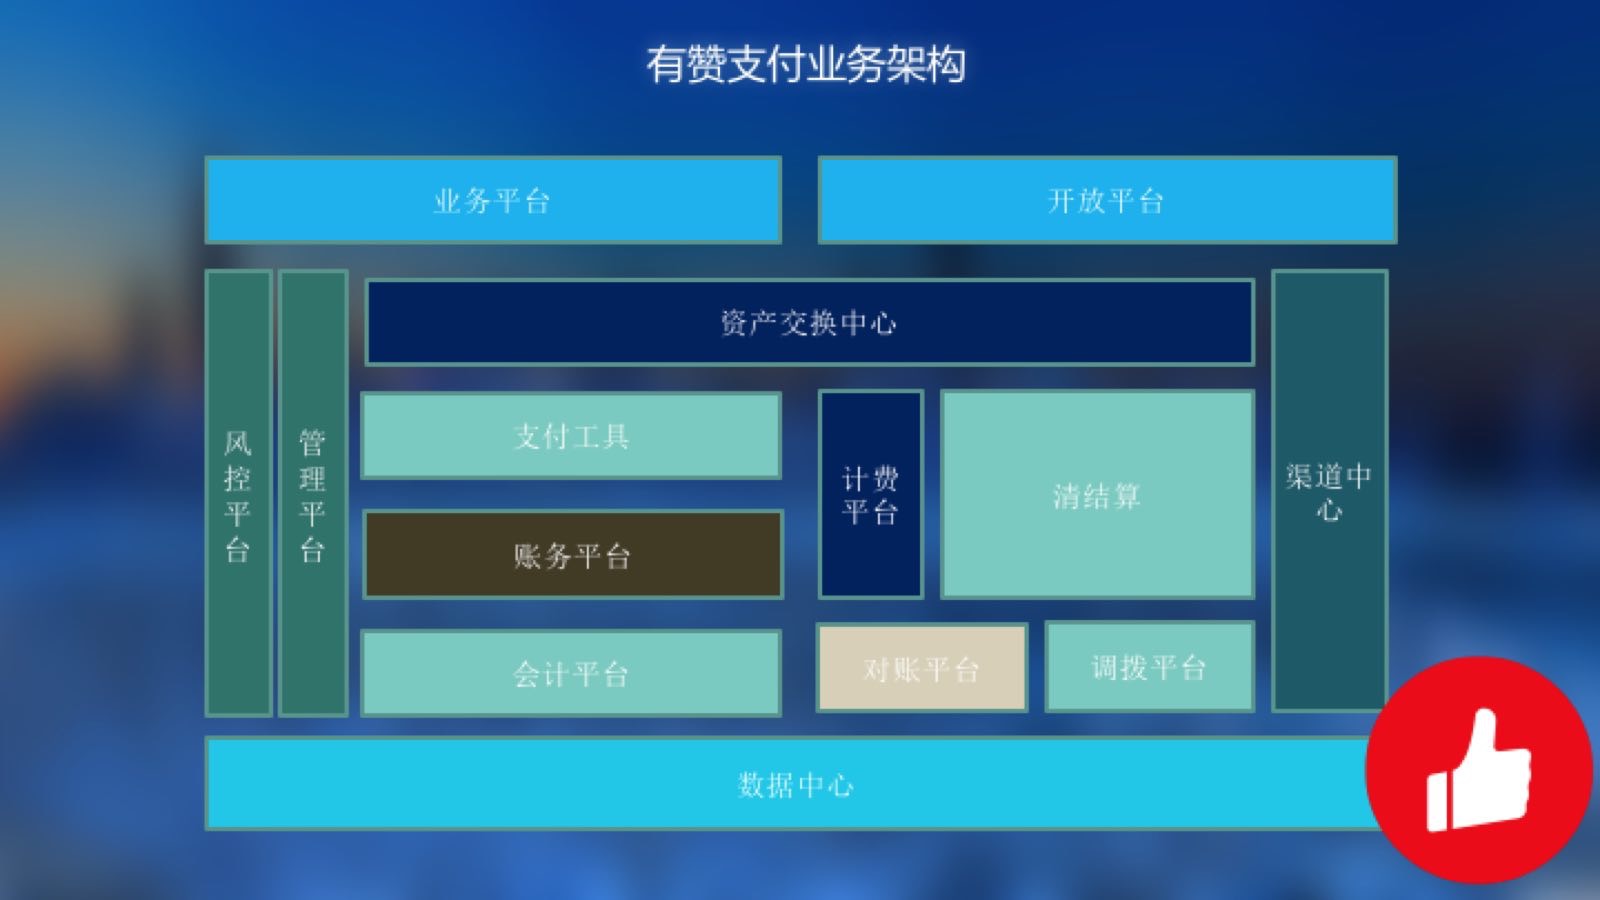 有赞支付业务架构
业务平台
开放平台
资产交换中心
风
控
平
台
管
理
平
台
支付工具
账务平台
会计平台
计费
平台
清结算
对账平台
调拨平台
渠道中
心
数据中心